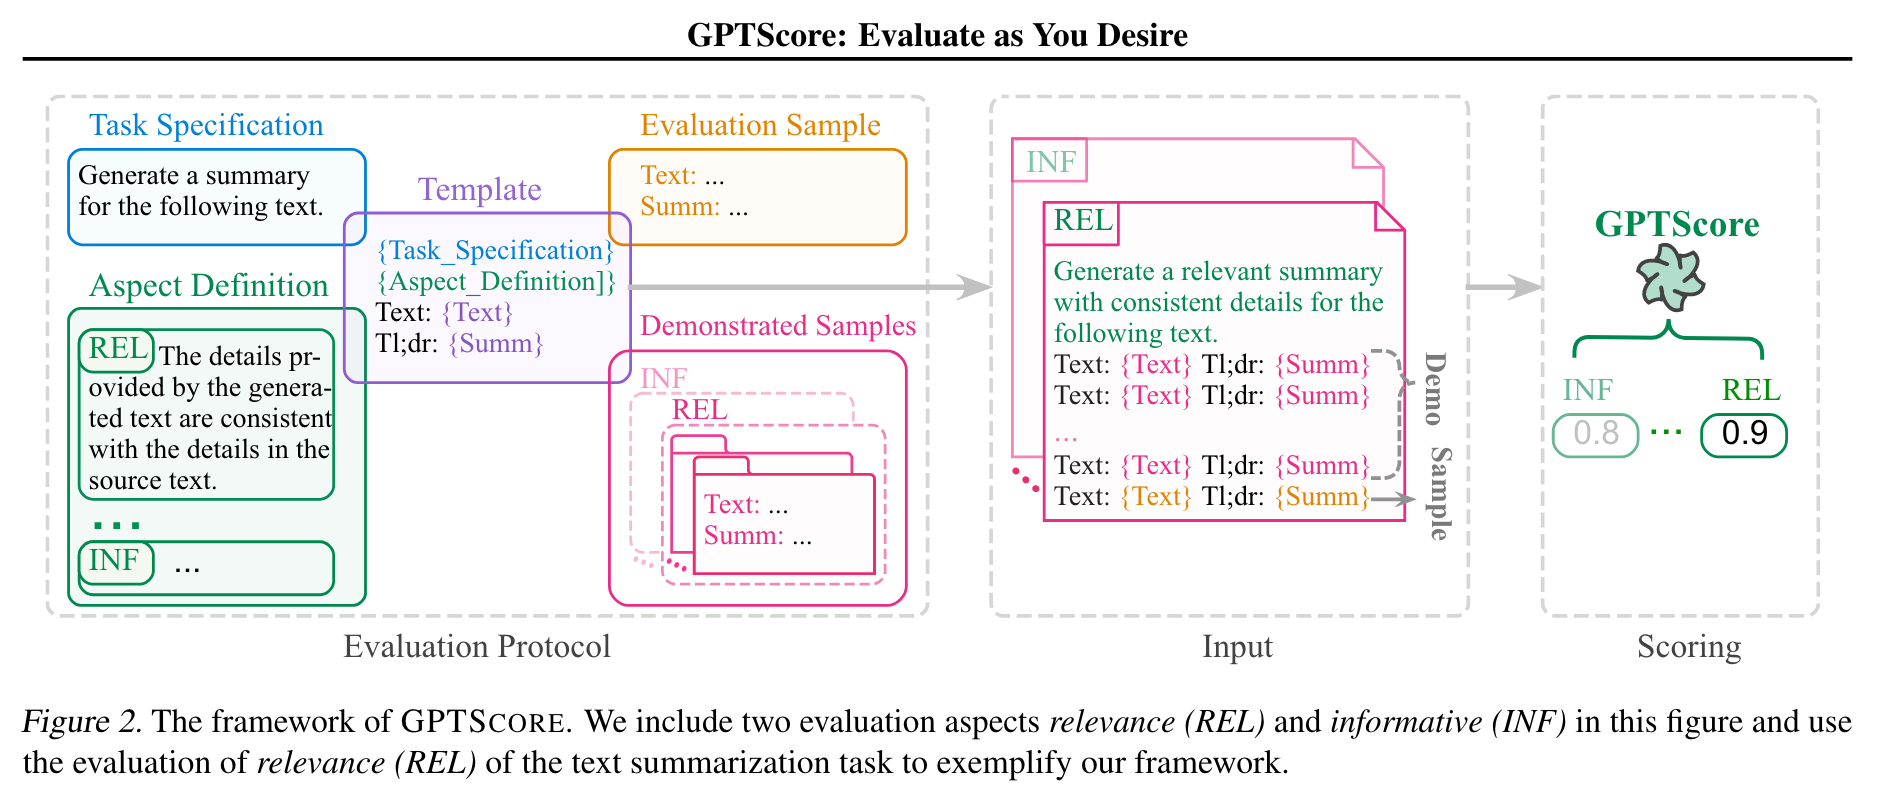 GPTScore: Evaluate as You Desire
Task Specification
Generate a summary
for the following text.
Aspect Definition
REL The details pr-
ovided by the genera-
ted text are consistent
with the details in the
source text.
...
INF ...
Template
{Task_Specification}
{Aspect_Definition]}
Text: {Text}
Tl;dr: {Summ}
Evaluation Sample
Text: ...
Summ: ...
Demonstrated Samples
INF
REL
Text: ...
Summ: ...
Evaluation Protocol
INF
REL
Generate a relevant summary
with consistent details for the
following text.
Text: {Text} Tl;dr: {Summ}
Text: {Text} Tl;dr: {Summ}
...
Text: {Text} Tl;dr: {Summ}
Text: {Text} Tl;dr: {Summ}
Demo
Sample
Input
GPTScore
INF REL
0.8 ... 0.9
Scoring
Figure 2. The framework of GPTSCORE. We include two evaluation aspects relevance (REL) and informative (INF) in this figure and use
the evaluation of relevance (REL) of the text summarization task to exemplify our framework.